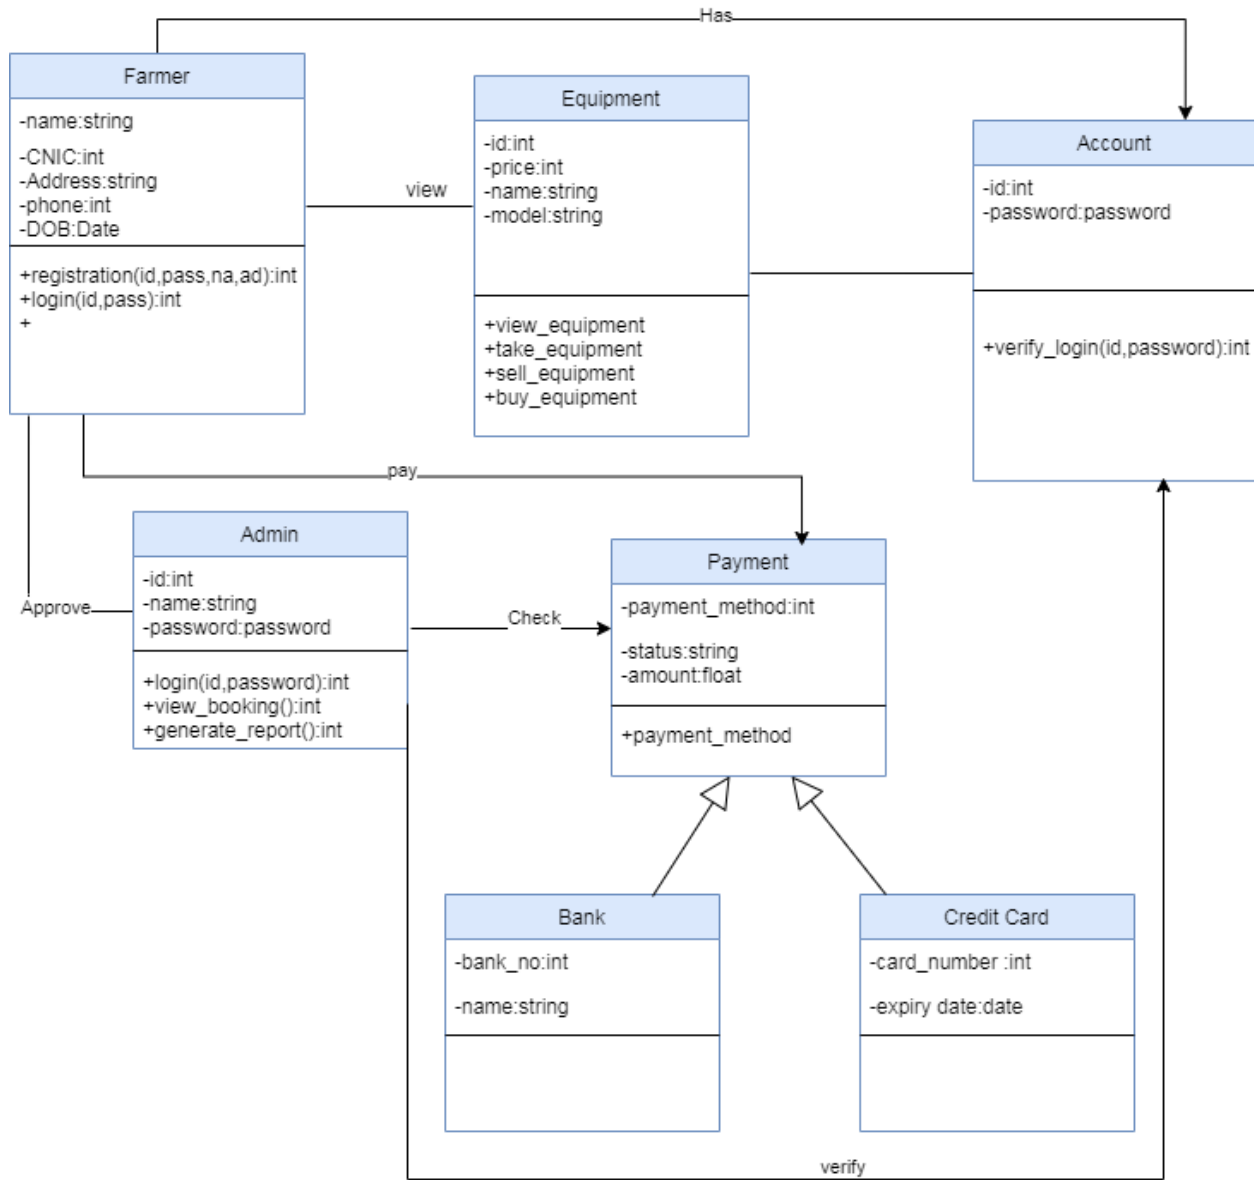 Has
Farmer
-name:string
-CNIC:int
-Address:string
-phone:int
-DOB:Date
+registration(id,pass,na,ad):int
+login(id,pass):int
+
view
Equipment
-id:int
-price:int
-name:string
-model:string
+view_equipment
+take_equipment
+sell_equipment
+buy_equipment
Account
-id:int
-password:password
+verify_login(id,password):int
pay
Approve
Admin
-id:int
-name:string
-password:password
+login(id,password):int
+view_booking():int
+generate_report():int
Check
Payment
-payment_method:int
-status:string
-amount:float
+payment_method
Bank
-bank_no:int
-name:string
Credit Card
-card_number :int
-expiry date:date
verify